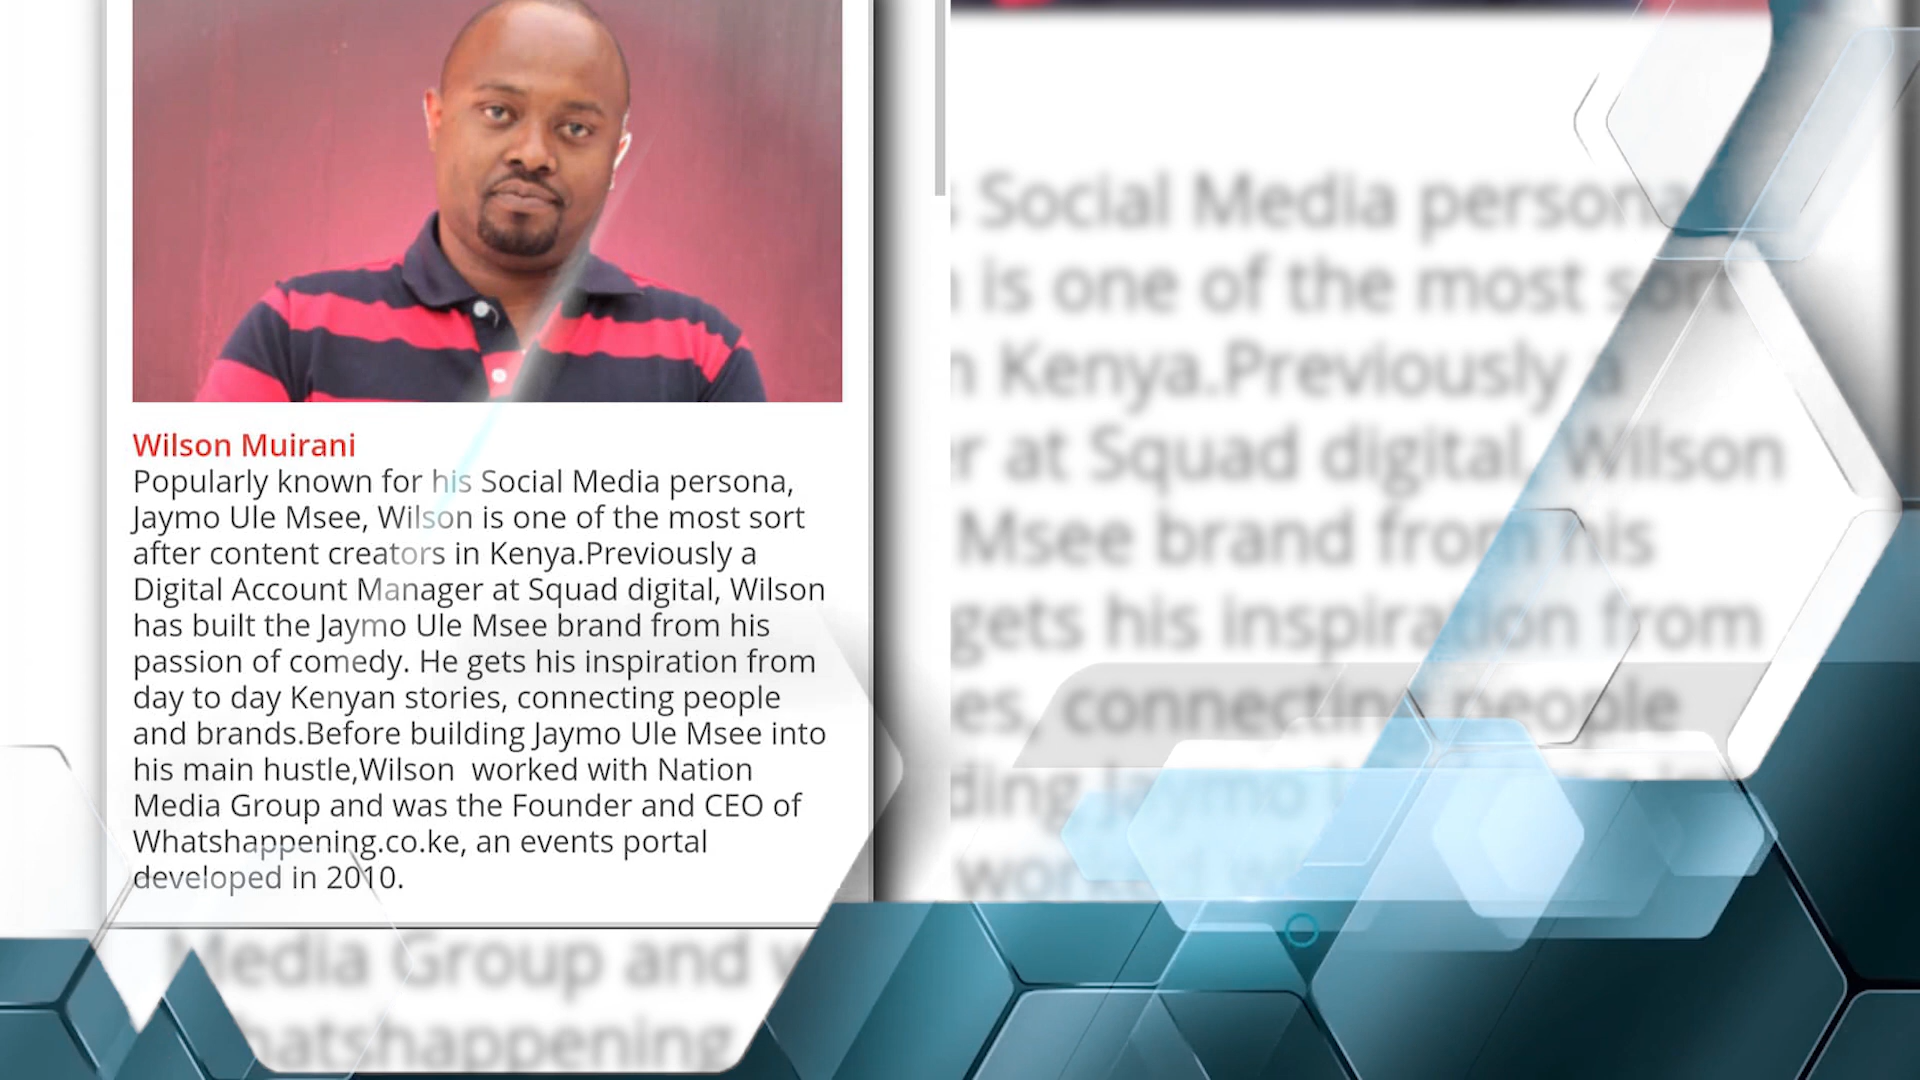 Wilson Muirani
Popularly known for his Social Media persona,
Jaymo Ule Msee, Wilson is one of the most sort
after content creators in Kenya.Previously a
Digital Account Manager at Squad digital, Wilson
has built the Jaymo Ule Msee brand from his
passion of comedy. He gets his inspiration from
day to day Kenyan stories, connecting people
and brands.Before building Jaymo Ule Msee into
his main hustle,Wilson  worked with Nation
Media Group and was the Founder and CEO of
Whatshappening.co.ke, an events portal
developed in 2010.
Social Media persona
is one of the most sort
Kenya.Previously a
at Squad digital, Wilson
Msee brand from his
gets his inspiration from
es, connecting people
ding Jaymo
worked
Media Group and w
hatshappening